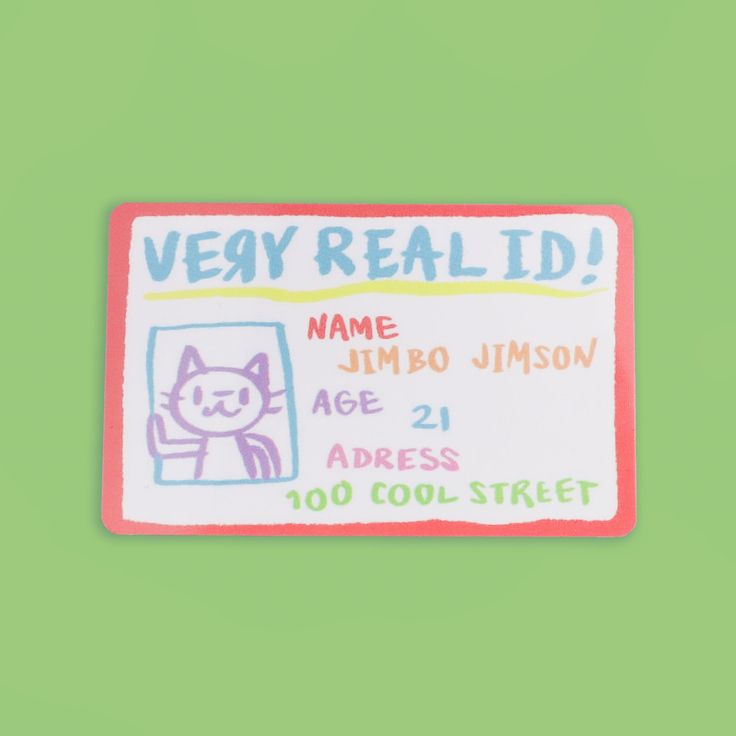 VERY REAL ID!
NAME
JIMBO JIMSON
AGE 21
ADRESS
100 COOL STREET